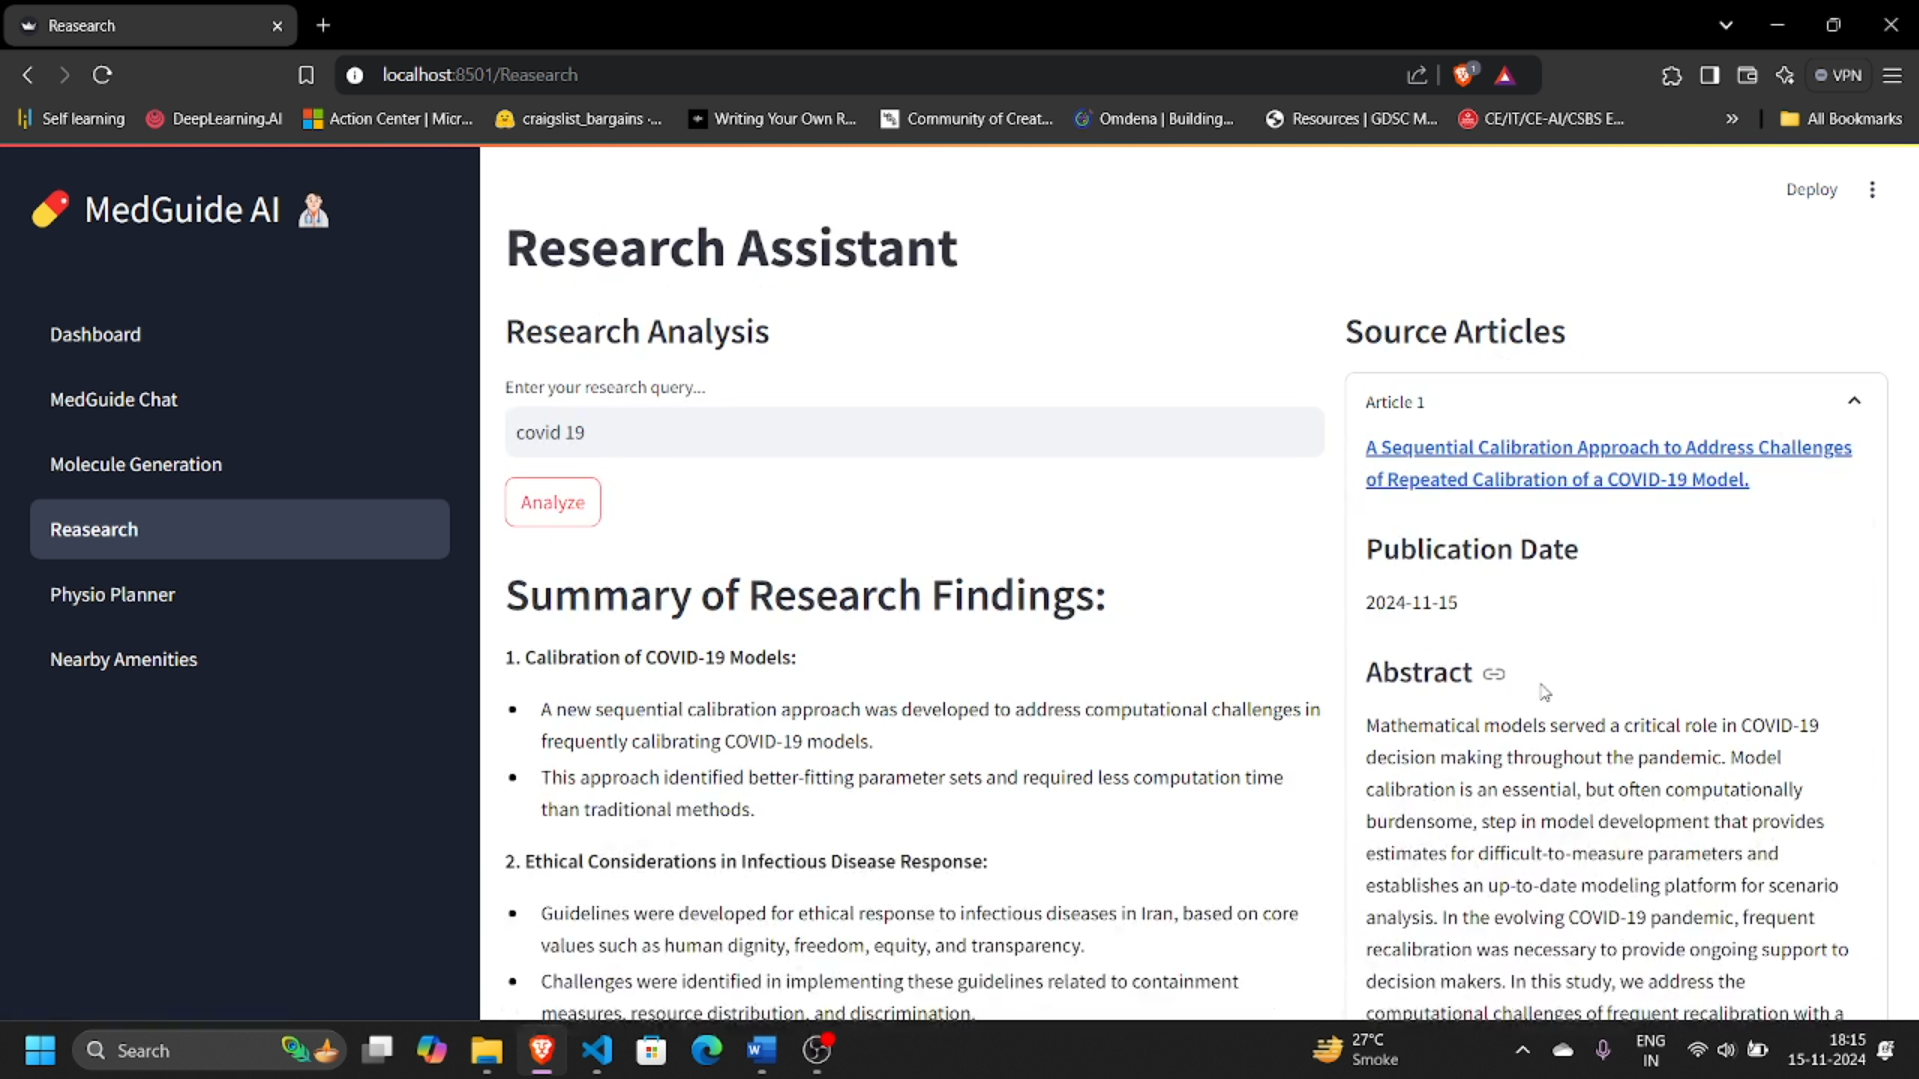 Reasearch
localhost:8501/Reasearch
VPN
Self learning
DeepLearning.AI
Action Center | Micr...
craigslist_bargains ·...
Writing Your Own R...
Community of Creat...
Omdena | Building...
Resources | GDSC M...
CE/IT/CE-AI/CSBS E...
»
All Bookmarks
MedGuide AI
Dashboard
MedGuide Chat
Molecule Generation
Reasearch
Physio Planner
Nearby Amenities
Deploy
Research Assistant
Research Analysis
Enter your research query...
covid 19
Analyze
Summary of Research Findings:
1. Calibration of COVID-19 Models:
• A new sequential calibration approach was developed to address computational challenges in
frequently calibrating COVID-19 models.
• This approach identified better-fitting parameter sets and required less computation time
than traditional methods.
2. Ethical Considerations in Infectious Disease Response:
• Guidelines were developed for ethical response to infectious diseases in Iran, based on core
values such as human dignity, freedom, equity, and transparency.
• Challenges were identified in implementing these guidelines related to containment
measures, resource distribution, and discrimination.
Source Articles
Article 1
A Sequential Calibration Approach to Address Challenges
of Repeated Calibration of a COVID-19 Model.
Publication Date
2024-11-15
Abstract
Mathematical models served a critical role in COVID-19
decision making throughout the pandemic. Model
calibration is an essential, but often computationally
burdensome, step in model development that provides
estimates for difficult-to-measure parameters and
establishes an up-to-date modeling platform for scenario
analysis. In the evolving COVID-19 pandemic, frequent
recalibration was necessary to provide ongoing support to
decision makers. In this study, we address the
computational challenges of frequent recalibration with a
Search
27°C
Smoke
ENG
IN
18:15
15-11-2024